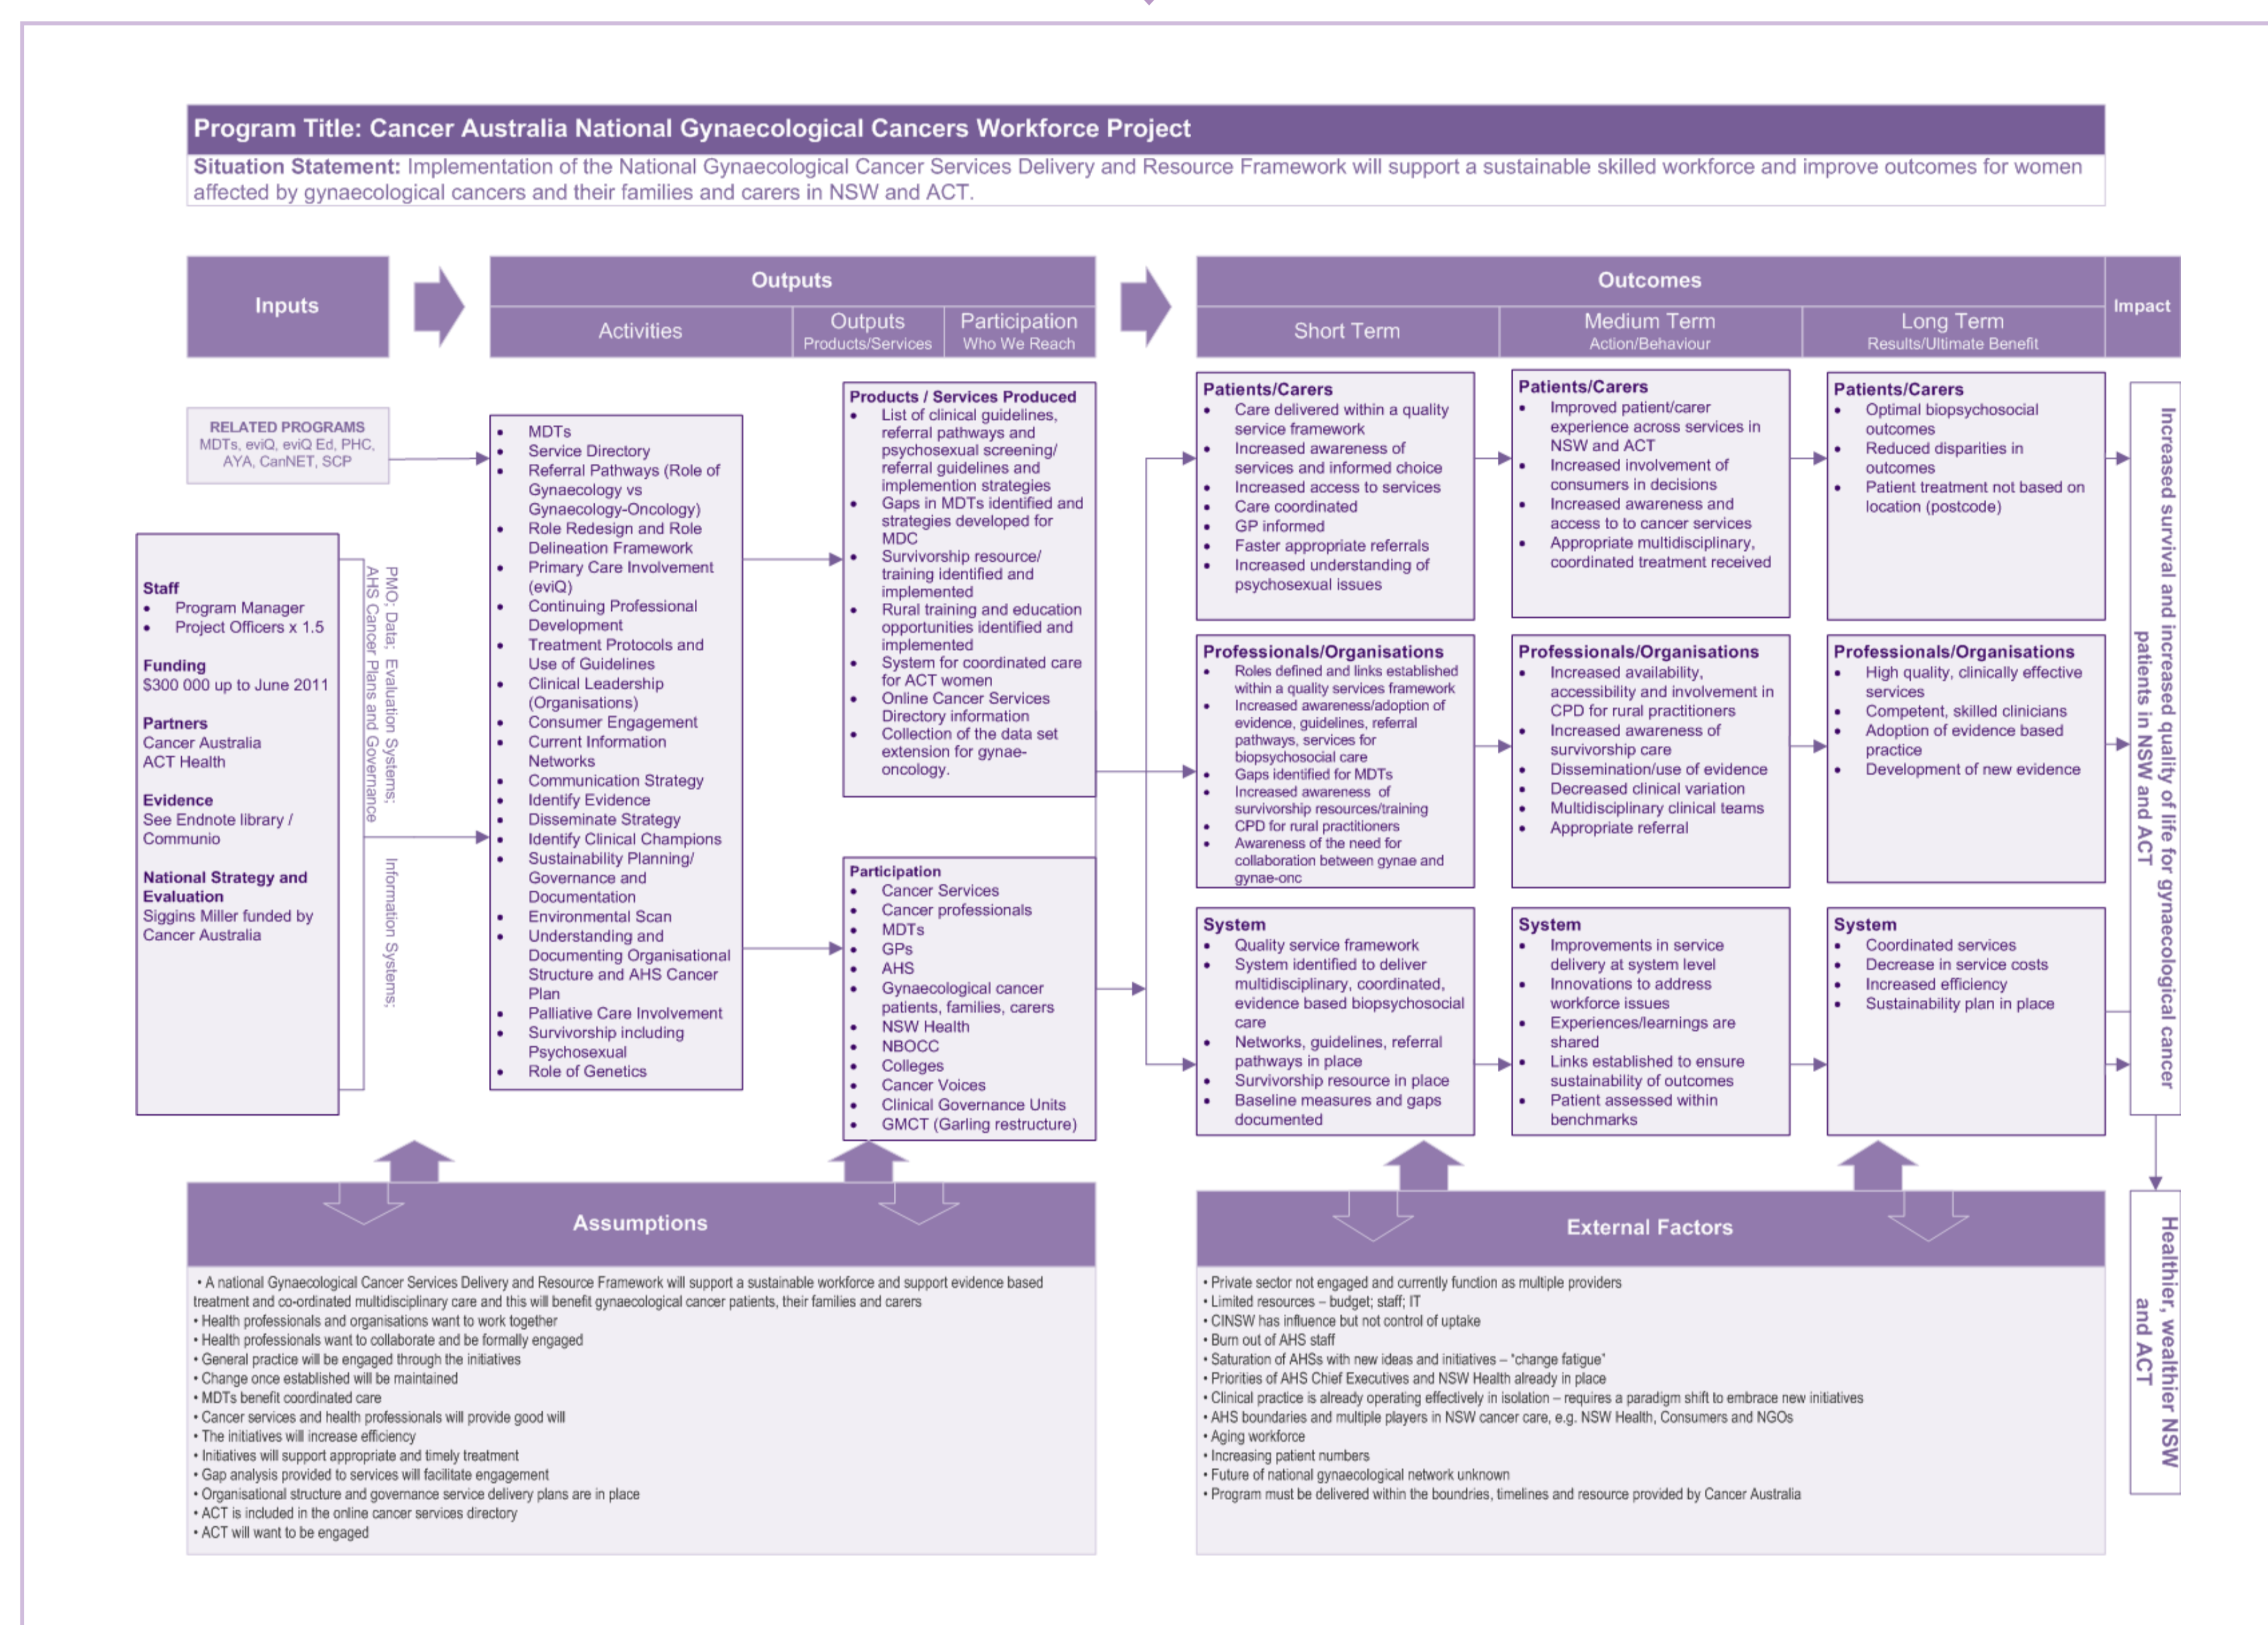 Program Title: Cancer Australia National Gynaecological Cancers Workforce Project
Situation Statement: Implementation of the National Gynaecological Cancer Services Delivery and Resource Framework will support a sustainable skilled workforce and improve outcomes for women
affected by gynaecological cancers and their families and carers in NSW and ACT.
Inputs
Outputs
Activities
Outputs
Products/Services
Participation
Who We Reach
Outcomes
Short Term
Medium Term
Action/Behaviour
Long Term
Results/Ultimate Benefit
Impact
RELATED PROGRAMS
MDTs, eviQ, eviQ Ed, PHC,
AYA, CanNET, SCP
Staff
• Program Manager
• Project Officers x 1.5
Funding
$300 000 up to June 2011
Partners
Cancer Australia
ACT Health
Evidence
See Endnote library /
Communio
National Strategy and
Evaluation
Siggins Miller funded by
Cancer Australia
PMO; Data; Evaluation Systems; Information Systems;
AHS Cancer Plans and Governance
• MDTs
• Service Directory
• Referral Pathways (Role of
Gynaecology vs
Gynaecology-Oncology)
• Role Redesign and Role
Delineation Framework
• Primary Care Involvement
(eviQ)
• Continuing Professional
Development
• Treatment Protocols and
Use of Guidelines
• Clinical Leadership
(Organisations)
• Consumer Engagement
• Current Information
Networks
• Communication Strategy
• Identify Evidence
• Disseminate Strategy
• Identify Clinical Champions
• Sustainability Planning/
Governance and
Documentation
• Environmental Scan
• Understanding and
Documenting Organisational
Structure and AHS Cancer
Plan
• Palliative Care Involvement
• Survivorship including
Psychosexual
• Role of Genetics
Products / Services Produced
• List of clinical guidelines,
referral pathways and
psychosexual screening/
referral guidelines and
implemention strategies
• Gaps in MDTs identified and
strategies developed for
MDC
• Survivorship resource/
training identified and
implemented
• Rural training and education
opportunities identified and
implemented
• System for coordinated care
for ACT women
• Online Cancer Services
Directory information
• Collection of the data set
extension for gynae-
oncology.
Participation
• Cancer Services
• Cancer professionals
• MDTs
• GPs
• AHS
• Gynaecological cancer
patients, families, carers
• NSW Health
• NBOCC
• Colleges
• Cancer Voices
• Clinical Governance Units
• GMCT (Garling restructure)
Patients/Carers
• Care delivered within a quality
service framework
• Increased awareness of
services and informed choice
• Increased access to services
• Care coordinated
• GP informed
• Faster appropriate referrals
• Increased understanding of
psychosexual issues
Patients/Carers
• Improved patient/carer
experience across services in
NSW and ACT
• Increased involvement of
consumers in decisions
• Increased awareness and
access to to cancer services
• Appropriate multidisciplinary,
coordinated treatment received
Patients/Carers
• Optimal biopsychosocial
outcomes
• Reduced disparities in
outcomes
• Patient treatment not based on
location (postcode)
Professionals/Organisations
• Roles defined and links established
within a quality services framework
• Increased awareness/adoption of
evidence, guidelines, referral
pathways, services for
biopsychosocial care
• Gaps identified for MDTs
• Increased awareness of
survivorship resources/training
• CPD for rural practitioners
• Awareness of the need for
collaboration between gynae and
gynae-onc
Professionals/Organisations
• Increased availability,
accessibility and involvement in
CPD for rural practitioners
• Increased awareness of
survivorship care
• Dissemination/use of evidence
• Decreased clinical variation
• Multidisciplinary clinical teams
• Appropriate referral
Professionals/Organisations
• High quality, clinically effective
services
• Competent, skilled clinicians
• Adoption of evidence based
practice
• Development of new evidence
System
• Quality service framework
• System identified to deliver
multidisciplinary, coordinated,
evidence based biopsychosocial
care
• Networks, guidelines, referral
pathways in place
• Survivorship resource in place
• Baseline measures and gaps
documented
System
• Improvements in service
delivery at system level
• Innovations to address
workforce issues
• Experiences/learnings are
shared
• Links established to ensure
sustainability of outcomes
• Patient assessed within
benchmarks
System
• Coordinated services
• Decrease in service costs
• Increased efficiency
• Sustainability plan in place
Increased survival and increased quality of life for gynaecological cancer
patients in NSW and ACT
Healthier, wealthier NSW
and ACT
Assumptions
• A national Gynaecological Cancer Services Delivery and Resource Framework will support a sustainable workforce and support evidence based
treatment and co-ordinated multidisciplinary care and this will benefit gynaecological cancer patients, their families and carers
• Health professionals and organisations want to work together
• Health professionals want to collaborate and be formally engaged
• General practice will be engaged through the initiatives
• Change once established will be maintained
• MDTs benefit coordinated care
• Cancer services and health professionals will provide good will
• The initiatives will increase efficiency
• Initiatives will support appropriate and timely treatment
• Gap analysis provided to services will facilitate engagement
• Organisational structure and governance service delivery plans are in place
• ACT is included in the online cancer services directory
• ACT will want to be engaged
External Factors
• Private sector not engaged and currently function as multiple providers
• Limited resources – budget; staff; IT
• CINSW has influence but not control of uptake
• Burn out of AHS staff
• Saturation of AHSs with new ideas and initiatives – “change fatigue”
• Priorities of AHS Chief Executives and NSW Health already in place
• Clinical practice is already operating effectively in isolation – requires a paradigm shift to embrace new initiatives
• AHS boundaries and multiple players in NSW cancer care, e.g. NSW Health, Consumers and NGOs
• Aging workforce
• Increasing patient numbers
• Future of national gynaecological network unknown
• Program must be delivered within the boundries, timelines and resource provided by Cancer Australia